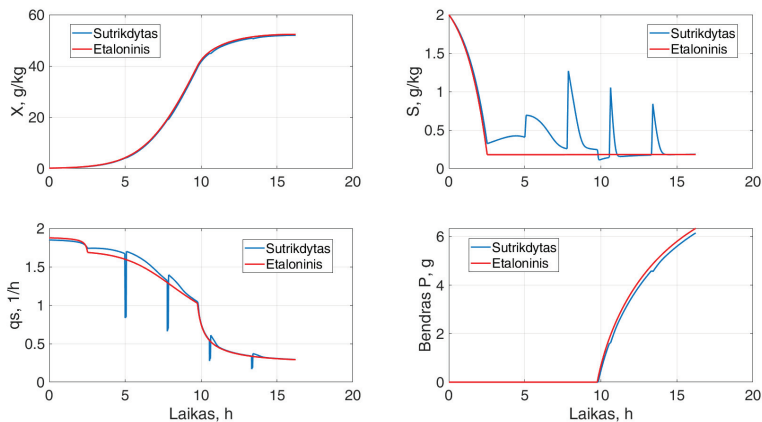 60
40
20
0
X, g/kg
Sutrikdytas
Etaloninis
0 5 10 15 20
2
1.5
1
0.5
0
S, g/kg
Sutrikdytas
Etaloninis
0 5 10 15 20
2
1.5
1
0.5
0
qs, 1/h
Sutrikdytas
Etaloninis
0 5 10 15 20
Laikas, h
6
4
2
0
Bendras P, g
Sutrikdytas
Etaloninis
0 5 10 15 20
Laikas, h